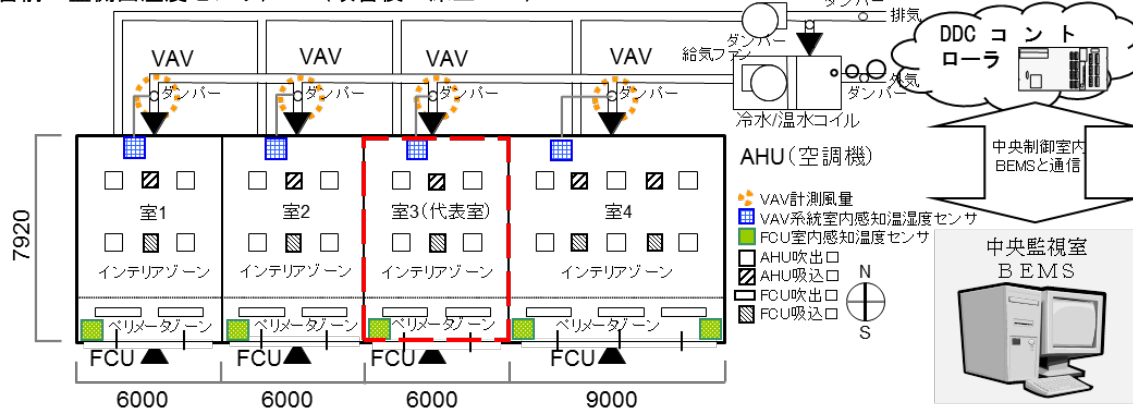 ダンパー
排気
ダンパー
給気ファン
VAV
VAV
VAV
VAV
ダンパー
ダンパー
ダンパー
ダンパー
外気
ダンパー
冷水/温水コイル
AHU(空調機)
DDC コント
ローラ
中央制御室内
BEMSと通信
VAV計測風量
VAV系統室内感知温湿度センサ
FCU室内感知温度センサ
AHU吹出口
AHU吸込口
FCU吹出口
FCU吸込口
N
S
中央監視室
BEMS
7920
室1
室2
室3(代表室)
室4
インテリアゾーン
インテリアゾーン
インテリアゾーン
インテリアゾーン
ペリメータゾーン
ペリメータゾーン
ペリメータゾーン
ペリメータゾーン
FCU
FCU
FCU
FCU
6000
6000
6000
9000